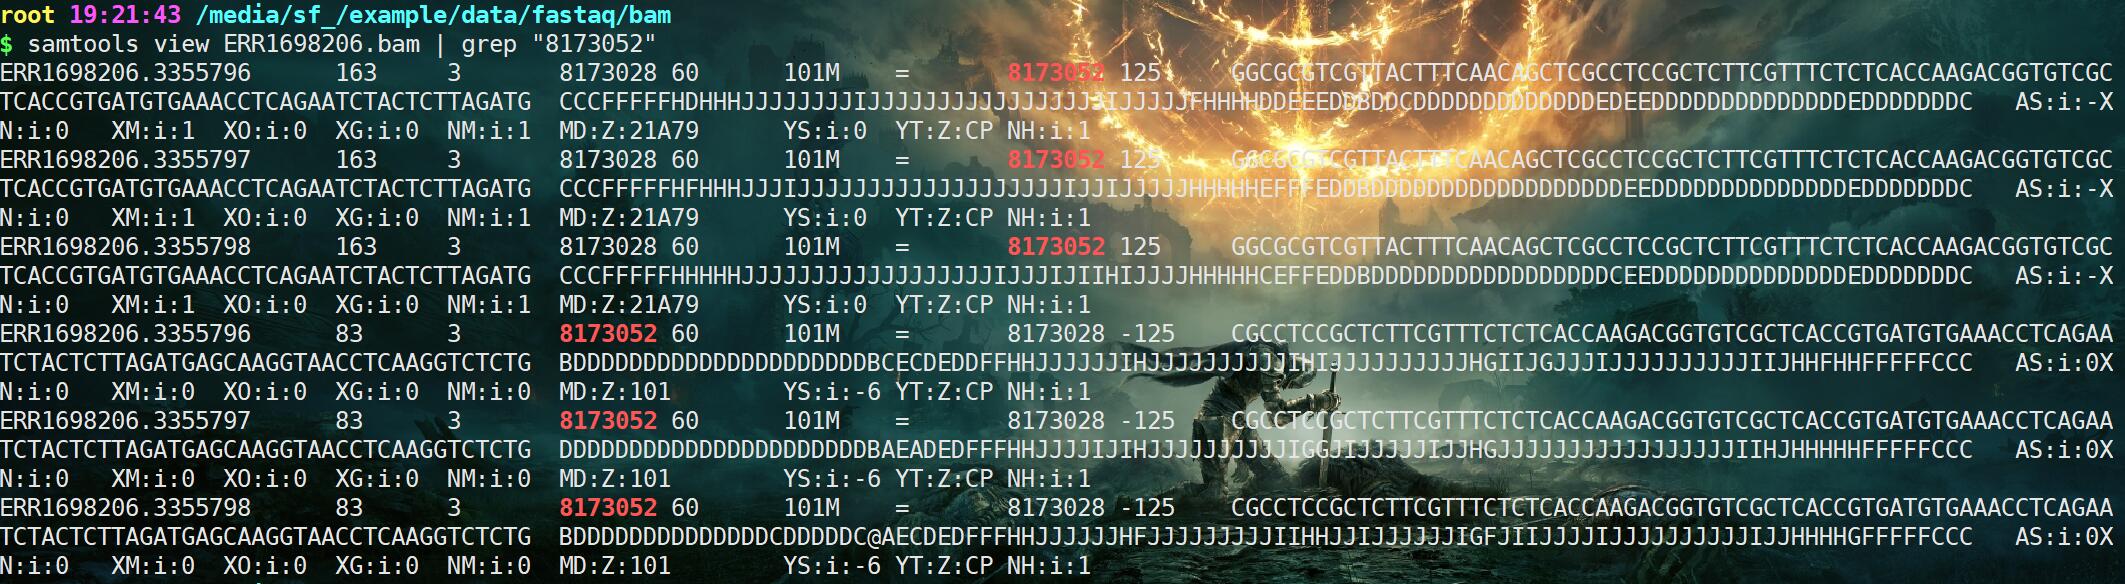 root 19:21:43 /media/sf_/example/data/fastaq/bam
$ samtools view ERR1698206.bam | grep "8173052"
ERR1698206.3355796 163 3 8173028 60 101M = 8173052 125 GGCGCGTCGTTACTTTCAACAGCTCGCCTCCGCTCTTCGTTTCTCTCACCAAGACGGTGTCGC
TCACCGTGATGTGAAACCTCAGAATCTACTCTTAGATG CCCFFFFFHDHHHJJJJJJJJIJJJJJJJJJJJJJJJJJIJJJJJFHHHHDDEEEDDBDDCDDDDDDDDDDDDDEDEEDDDDDDDDDDDDDDEDDDDDDDC AS:i:-X
N:i:0 XM:i:1 XO:i:0 XG:i:0 NM:i:1 MD:Z:21A79 YS:i:0 YT:Z:CP NH:i:1
ERR1698206.3355797 163 3 8173028 60 101M = 8173052 125 GGCGCGTCGTTACTTTCAACAGCTCGCCTCCGCTCTTCGTTTCTCTCACCAAGACGGTGTCGC
TCACCGTGATGTGAAACCTCAGAATCTACTCTTAGATG CCCFFFFFHFHHHJJJIJJJJJJJJJJJJJJJJJJJIJJIJJJJJHHHHHEFFFEDDBDDDDDDDDDDDDDDDDDDEEDDDDDDDDDDDDDDEDDDDDDDC AS:i:-X
N:i:0 XM:i:1 XO:i:0 XG:i:0 NM:i:1 MD:Z:21A79 YS:i:0 YT:Z:CP NH:i:1
ERR1698206.3355798 163 3 8173028 60 101M = 8173052 125 GGCGCGTCGTTACTTTCAACAGCTCGCCTCCGCTCTTCGTTTCTCTCACCAAGACGGTGTCGC
TCACCGTGATGTGAAACCTCAGAATCTACTCTTAGATG CCCFFFFFHHHHHJJJJJJJJJJJJJJJJJJIJJJIJIIHIJJJJHHHHHCEFFEDDBDDDDDDDDDDDDDDDDDCEEDDDDDDDDDDDDDDEDDDDDDDC AS:i:-X
N:i:0 XM:i:1 XO:i:0 XG:i:0 NM:i:1 MD:Z:21A79 YS:i:0 YT:Z:CP NH:i:1
ERR1698206.3355796 83 3 8173052 60 101M = 8173028 -125 CGCCTCCGCTCTTCGTTTCTCTCACCAAGACGGTGTCGCTCACCGTGATGTGAAACCTCAGAA
TCTACTCTTAGATGAGCAAGGTAACCTCAAGGTCTCTG BDDDDDDDDDDDDDDDDDDDDDBCECDEDDFFHHJJJJJJIHJJJJJJJJJJIHIJJJJJJJJJJHGIIJGJJJIJJJJJJJJJJJIIJHHFHHFFFFFCCC AS:i:0X
N:i:0 XM:i:0 XO:i:0 XG:i:0 NM:i:0 MD:Z:101 YS:i:-6 YT:Z:CP NH:i:1
ERR1698206.3355797 83 3 8173052 60 101M = 8173028 -125 CGCCTCCGCTCTTCGTTTCTCTCACCAAGACGGTGTCGCTCACCGTGATGTGAAACCTCAGAA
TCTACTCTTAGATGAGCAAGGTAACCTCAAGGTCTCTG DDDDDDDDDDDDDDDDDDDDDDBAEADEDFFFHHJJJJIJIHJJJJJJJJJJIGGJIJJJJJIJJHGJJJJJJJJJJJJJJJJJIIHJHHHHHFFFFFCCC AS:i:0X
N:i:0 XM:i:0 XO:i:0 XG:i:0 NM:i:0 MD:Z:101 YS:i:-6 YT:Z:CP NH:i:1
ERR1698206.3355798 83 3 8173052 60 101M = 8173028 -125 CGCCTCCGCTCTTCGTTTCTCTCACCAAGACGGTGTCGCTCACCGTGATGTGAAACCTCAGAA
TCTACTCTTAGATGAGCAAGGTAACCTCAAGGTCTCTG BDDDDDDDDDDDDDDCDDDDDC@AECDEDFFFHHJJJJJJHFJJJJJJJJJJIIHHJJIJJJJJJIGFJIIJJJJIJJJJJJJJJJIJJHHHHGFFFFFCCC AS:i:0X
N:i:0 XM:i:0 XO:i:0 XG:i:0 NM:i:0 MD:Z:101 YS:i:-6 YT:Z:CP NH:i:1